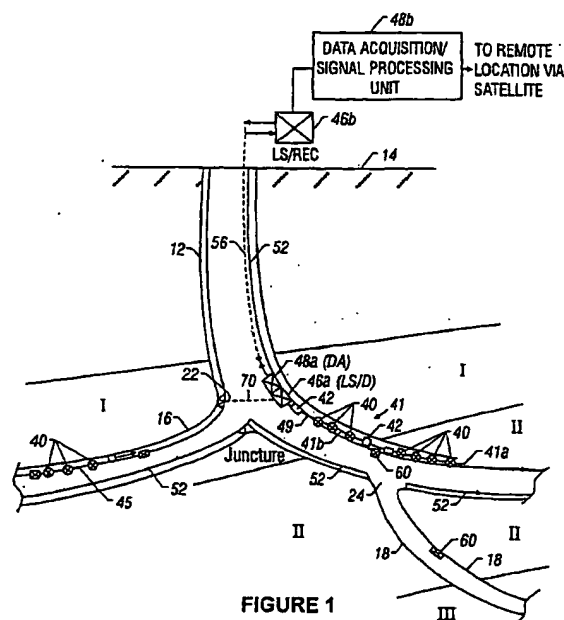 48b
DATA ACQUISITION/
SIGNAL PROCESSING
UNIT
TO REMOTE
LOCATION VIA
SATELLITE
46b
LS/REC
14
12
56
52
48a (DA)
46a (LS/D)
I
22
70
42
40
41
I
16
49
42
40
II
40
41b
41a
60
Juncture
52
24
52
45
52
II
60
II
18
18
III
FIGURE 1